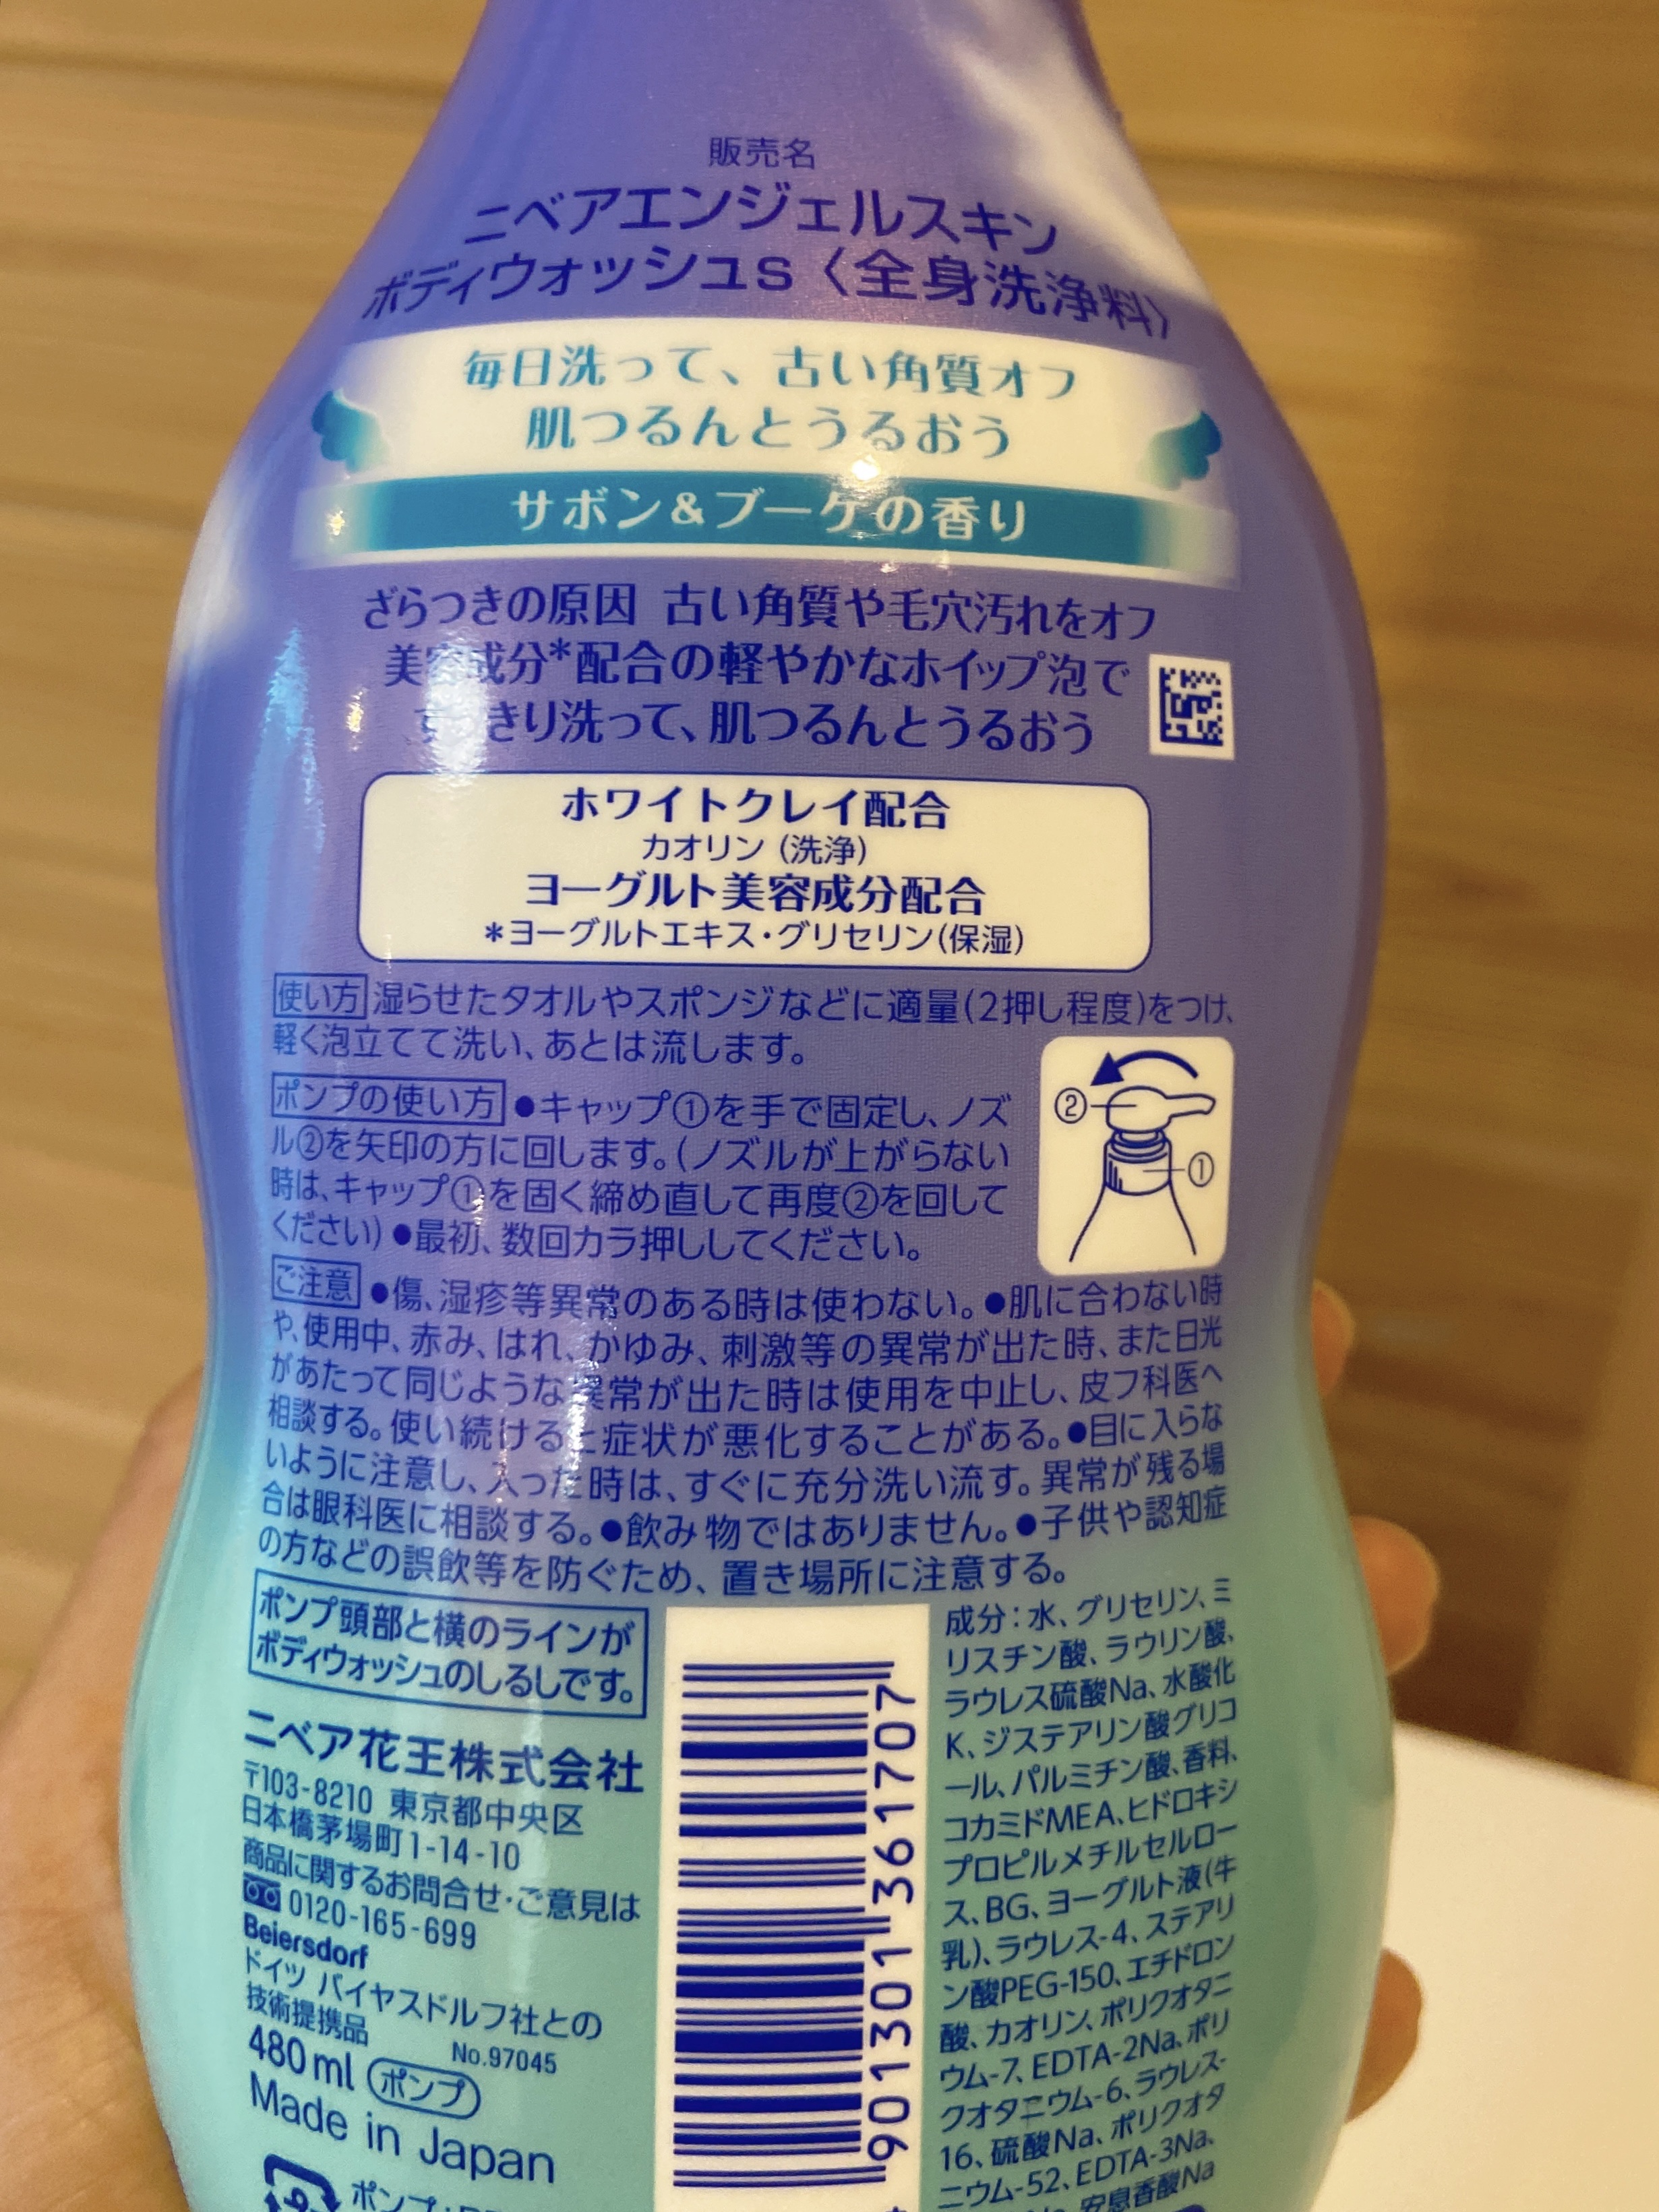 販売名
ニベアエンジェルスキン
ボディウォッシュs〈全身洗浄料〉
毎日洗って、古い角質オフ
肌つるんとうるおう
サボン&ブーケの香り
ざらつきの原因 古い角質や毛穴汚れをオフ
美容成分*配合の軽やかなホイップ泡で
すっきり洗って、肌つるんとうるおう
ホワイトクレイ配合
カオリン(洗浄)
ヨーグルト美容成分配合
*ヨーグルトエキス・グリセリン(保湿)
使い方 湿らせたタオルやスポンジなどに適量(2押し程度)をつけ、
軽く泡立てて洗い、あとは流します。
ポンプの使い方 ●キャップ①を手で固定し、ノズ
ル②を矢印の方に回します。(ノズルが上がらない
時は、キャップ①を固く締め直して再度②を回して
ください)●最初、数回カラ押ししてください。
②
①
ご注意 ●傷、湿疹等異常のある時は使わない。●肌に合わない時
や、使用中、赤み、はれ、かゆみ、刺激等の異常が出た時、また日光
があたって同じような異常が出た時は使用を中止し、皮フ科医へ
相談する。使い続けると症状が悪化することがある。●目に入らな
いように注意し、入った時は、すぐに充分洗い流す。異常が残る場
合は眼科医に相談する。●飲み物ではありません。●子供や認知症
の方などの誤飲等を防ぐため、置き場所に注意する。
ポンプ頭部と横のラインが
ボディウォッシュのしるしです。
ニベア花王株式会社
〒103-8210 東京都中央区
日本橋茅場町1-14-10
商品に関するお問合せ・ご意見は
0120-165-699
Beiersdorf
ドイツ バイヤスドルフ社との
技術提携品
No.97045
480ml ポンプ
Made in Japan
ポンプ:
4 901301 361707
成分:水、グリセリン、ミ
リスチン酸、ラウリン酸、
ラウレス硫酸Na、水酸化
K、ジステアリン酸グリコ
ール、パルミチン酸、香料、
コカミドMEA、ヒドロキシ
プロピルメチルセルロー
ス、BG、ヨーグルト液(牛
乳)、ラウレス-4、ステアリ
ン酸PEG-150、エチドロン
酸、カオリン、ポリクオタニ
ウム-7、EDTA-2Na、ポリ
クオタニウム-6、ラウレス-
16、硫酸Na、ポリクオタ
ニウム-52、EDTA-3Na、
安息香酸Na